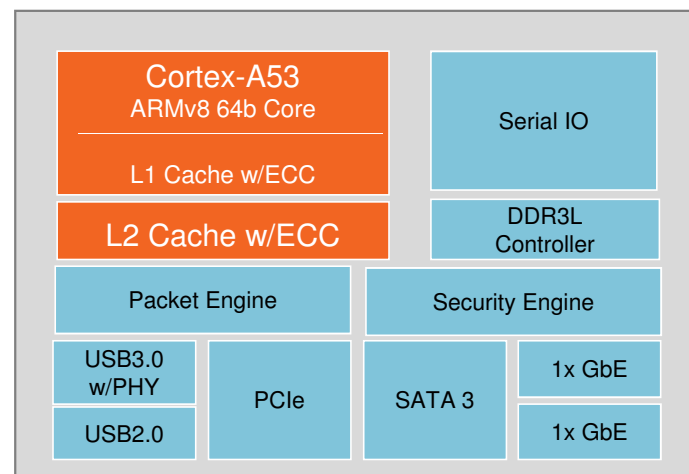 Cortex-A53
ARMv8 64b Core
L1 Cache w/ECC
L2 Cache w/ECC
Serial IO
DDR3L
Controller
Packet Engine
Security Engine
USB3.0
w/PHY
USB2.0
PCIe
SATA 3
1x GbE
1x GbE